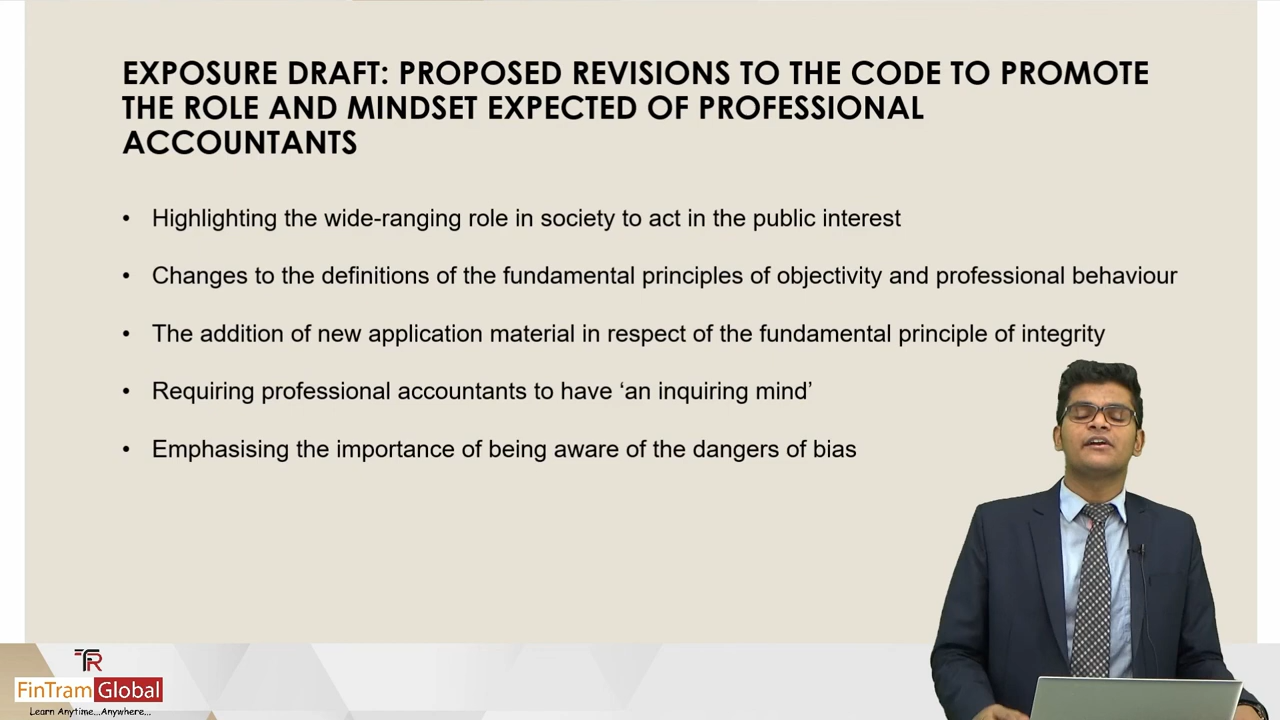 EXPOSURE DRAFT: PROPOSED REVISIONS TO THE CODE TO PROMOTE
THE ROLE AND MINDSET EXPECTED OF PROFESSIONAL
ACCOUNTANTS
• Highlighting the wide-ranging role in society to act in the public interest
• Changes to the definitions of the fundamental principles of objectivity and professional behaviour
• The addition of new application material in respect of the fundamental principle of integrity
• Requiring professional accountants to have ‘an inquiring mind’
• Emphasising the importance of being aware of the dangers of bias
FinTram Global
Learn Anytime...Anywhere...